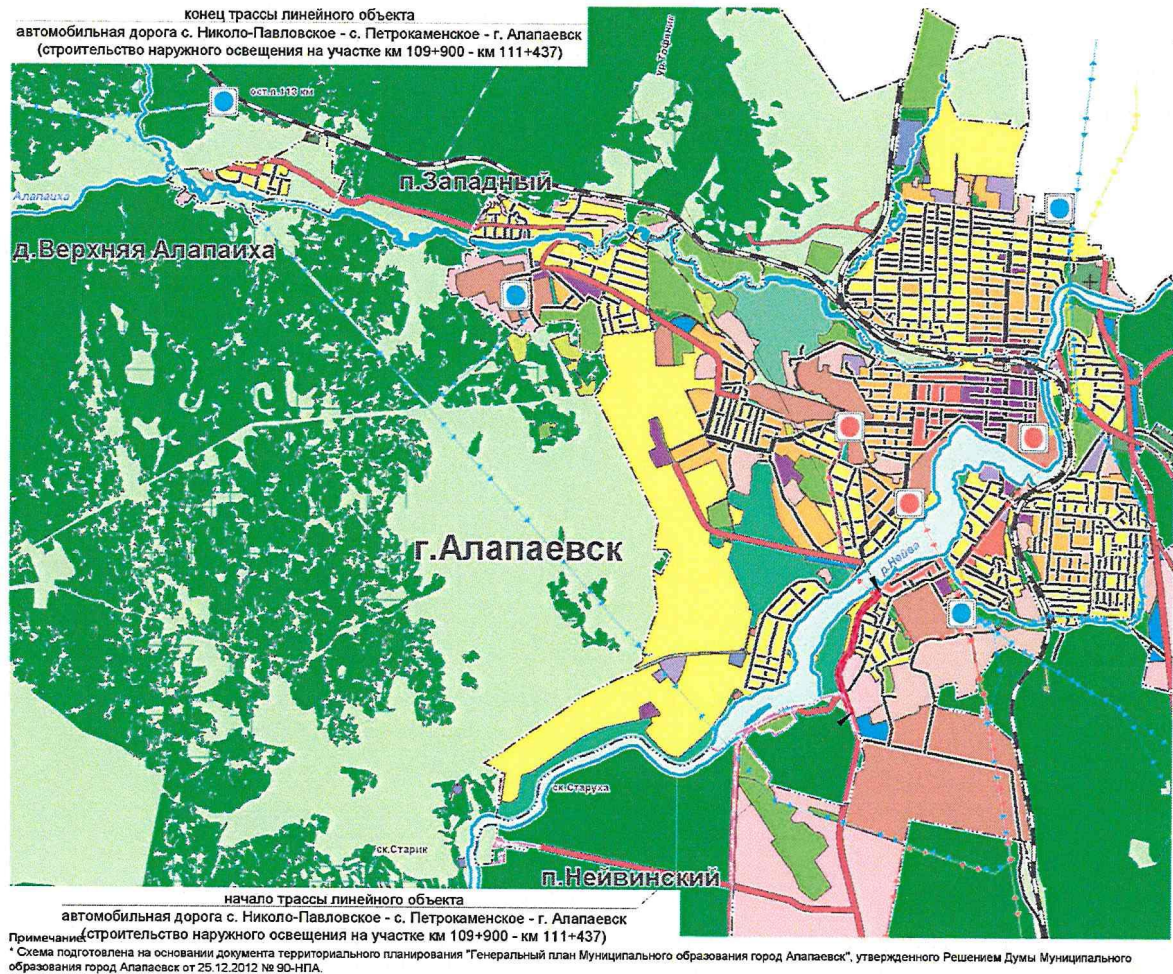 конец трассы линейного объекта
автомобильная дорога с. Николо-Павловское - с. Петрокаменское - г. Алапаевск
(строительство наружного освещения на участке км 109+900 - км 111+437)
ост.п.113 км
п.Западный
Алапаиха
д.Верхняя Алапаиха
г.Алапаевск
р.Нейва
ск.Старуха
ск.Старик
п.Нейвинский
начало трассы линейного объекта
автомобильная дорога с. Николо-Павловское - с. Петрокаменское - г. Алапаевск
(строительство наружного освещения на участке км 109+900 - км 111+437)
Примечание
* Схема подготовлена на основании документа территориального планирования "Генеральный план Муниципального образования город Алапаевск", утвержденного Решением Думы Муниципального
образования город Алапаевск от 25.12.2012 № 90-НПА.